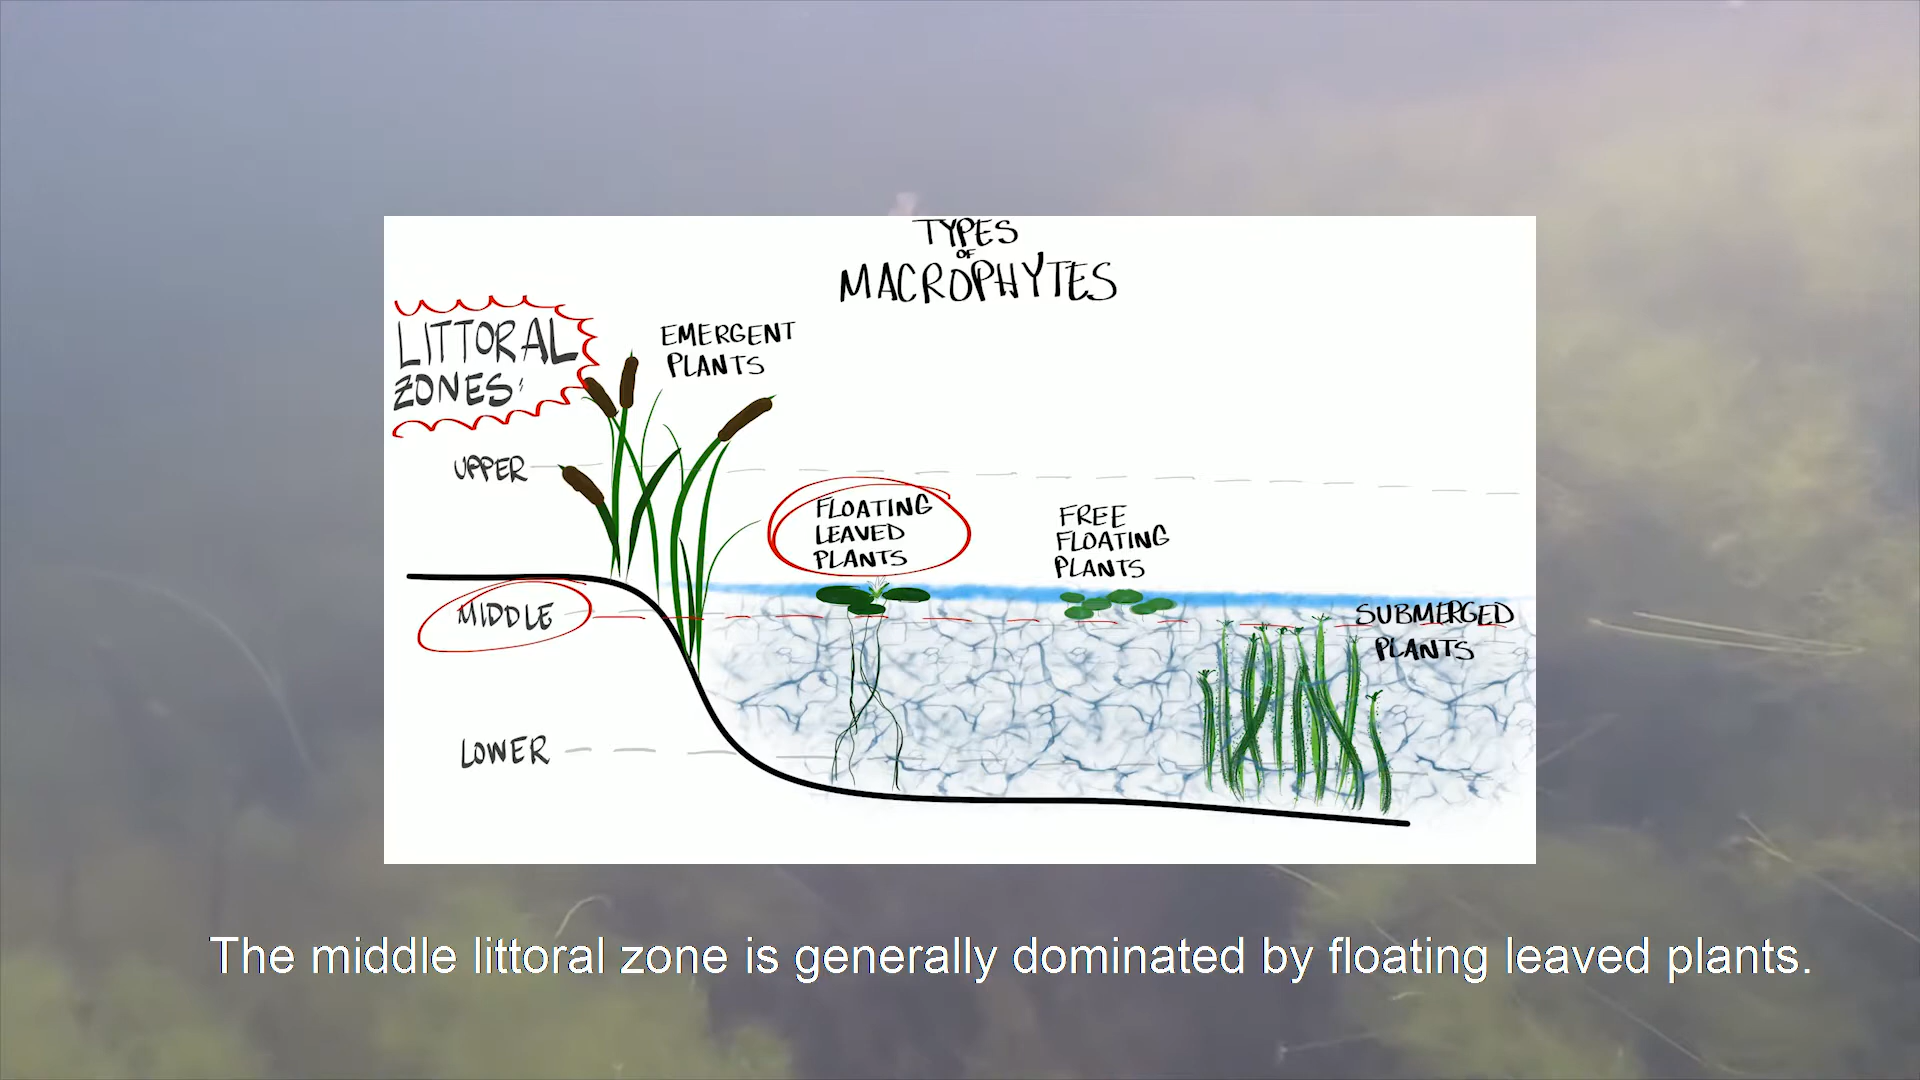 TYPES
OF
MACROPHYTES
LITTORAL
ZONES:
EMERGENT
PLANTS
UPPER
FLOATING
LEAVED
PLANTS
FREE
FLOATING
PLANTS
MIDDLE
SUBMERGED
PLANTS
LOWER
The middle littoral zone is generally dominated by floating leaved plants.